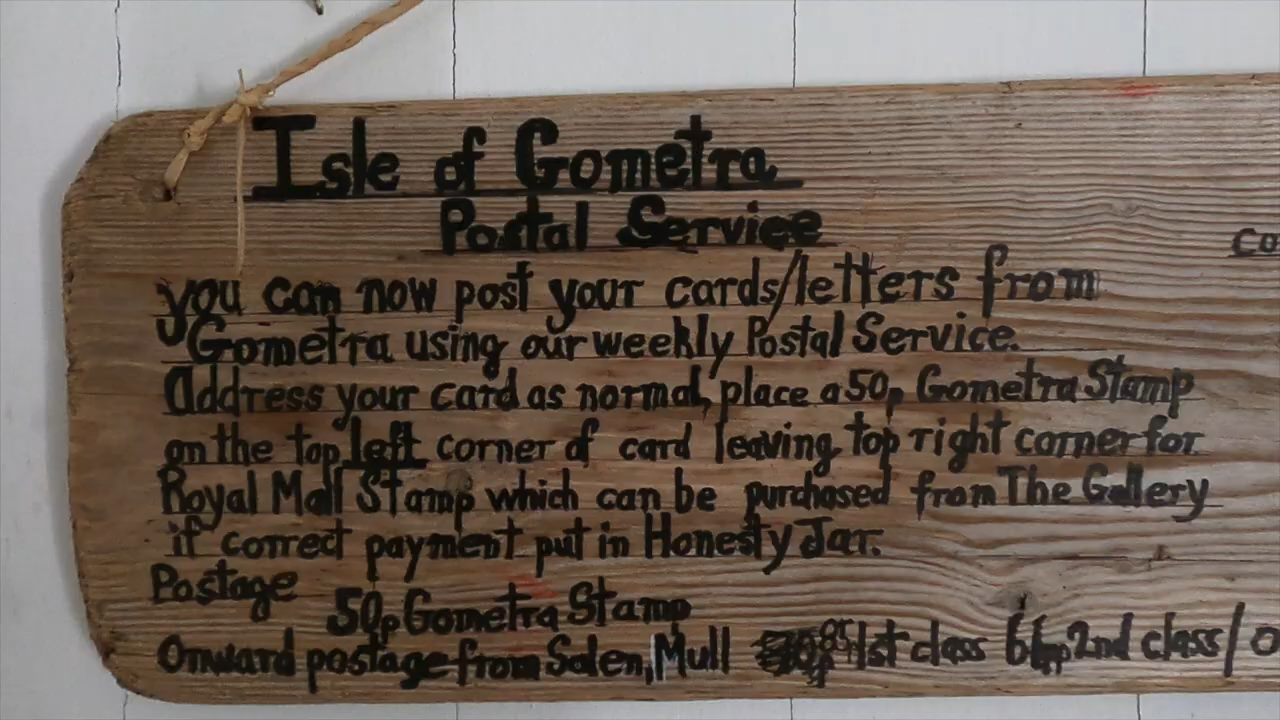 Isle of Gometra
Postal Service
you can now post your cards/letters from
Gometra using our weekly Postal Service.
Address your card as normal, place a 50p Gometra Stamp
on the top left corner of card leaving top right corner for
Royal Mail Stamp which can be purchased from The Gallery
if correct payment put in Honesty Jar.
Postage
50p Gometra Stamp
Onward postage from Salen, Mull 1st class 2nd class/